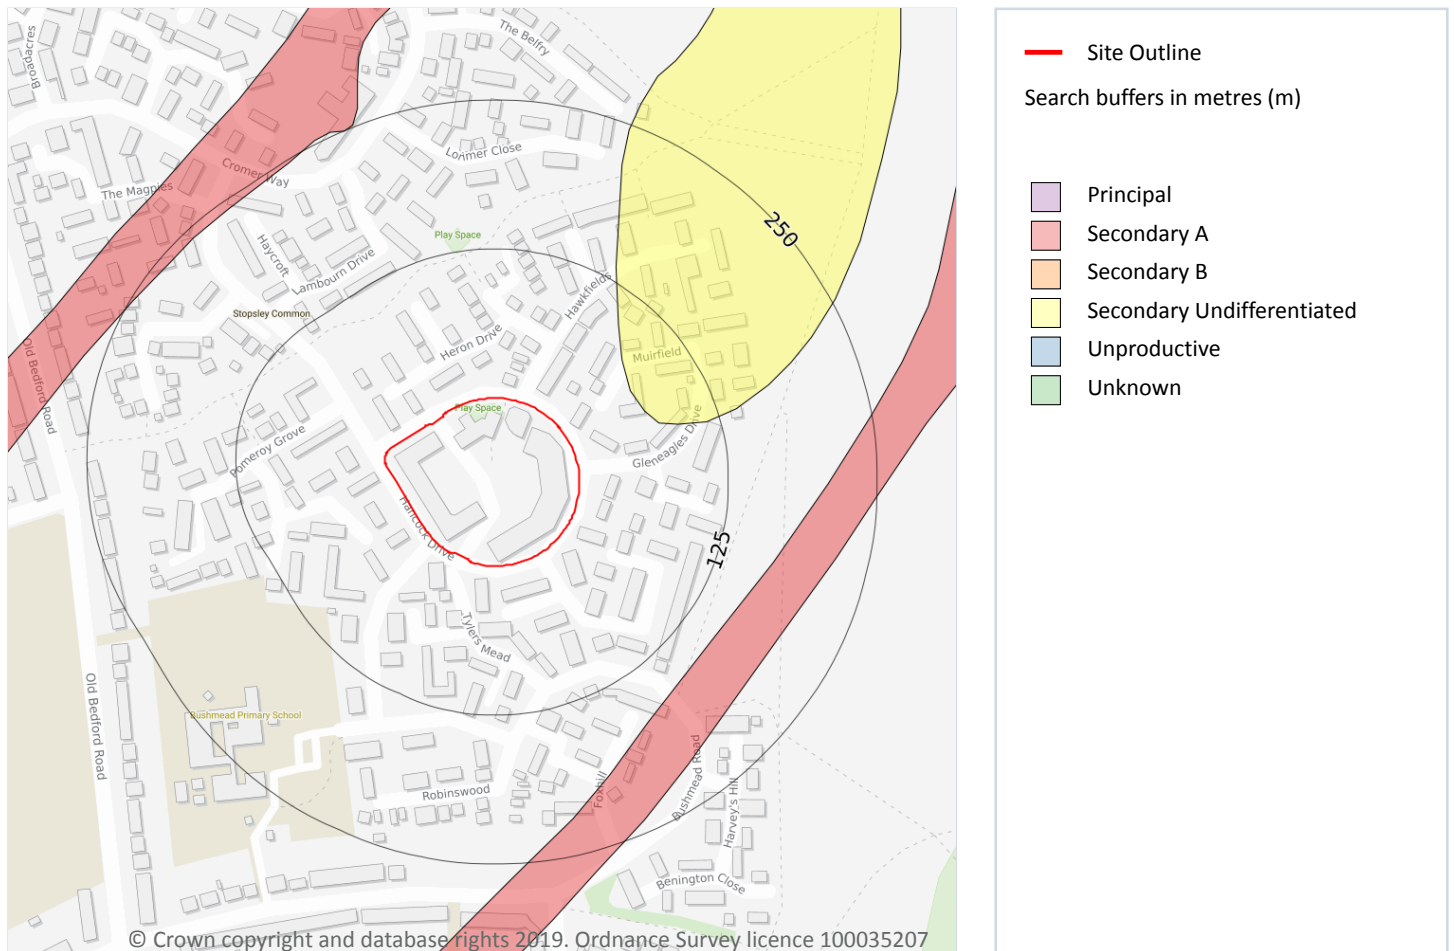 Broadacres
The Belfry
Cromer Way
Lorimer Close
The Magpies
Play Space
250
Haycroft
Lambourn Drive
Stopsley Common
Hawkfields
Heron Drive
Muirfield
Old Bedford Road
Play Space
Pomeroy Grove
Gleneagles Drive
Hancock Drive
125
Tylers Mead
Old Bedford Road
Bushmead Primary School
Bushmead Road
Foxhill
Robinswood
Harvey's Hill
Benington Close
© Crown copyright and database rights 2019. Ordnance Survey licence 100035207
Site Outline
Search buffers in metres (m)
Principal
Secondary A
Secondary B
Secondary Undifferentiated
Unproductive
Unknown